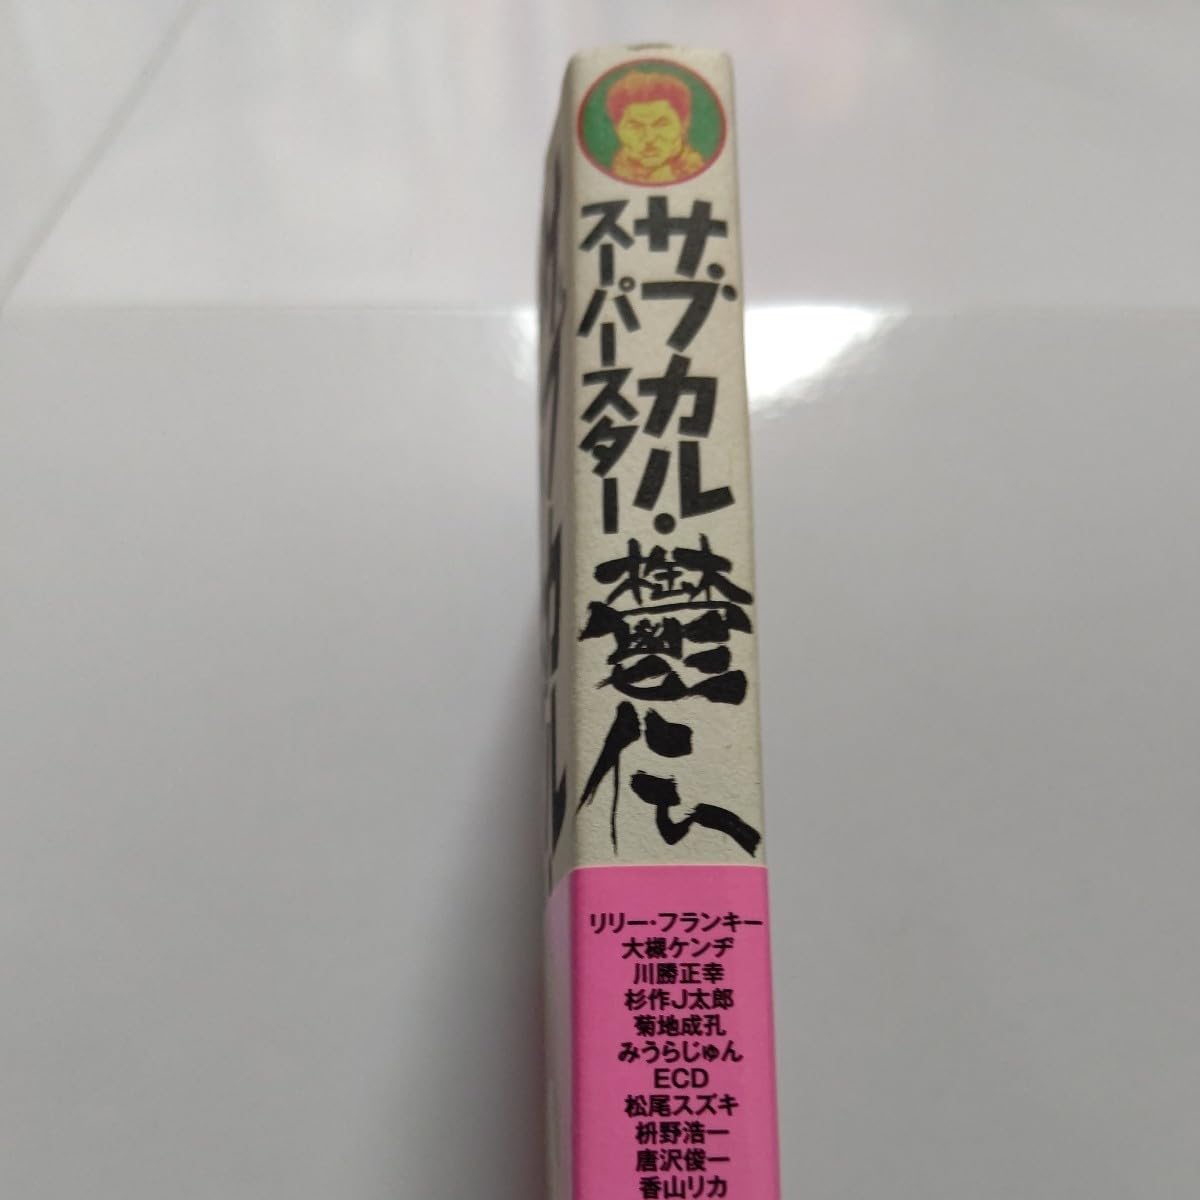 サブカル・
スーパースター
鬱伝
リリー・フランキー
大槻ケンヂ
川勝正幸
杉作J太郎
菊地成孔
みうらじゅん
ECD
松尾スズキ
枡野浩一
唐沢俊一
香山リカ